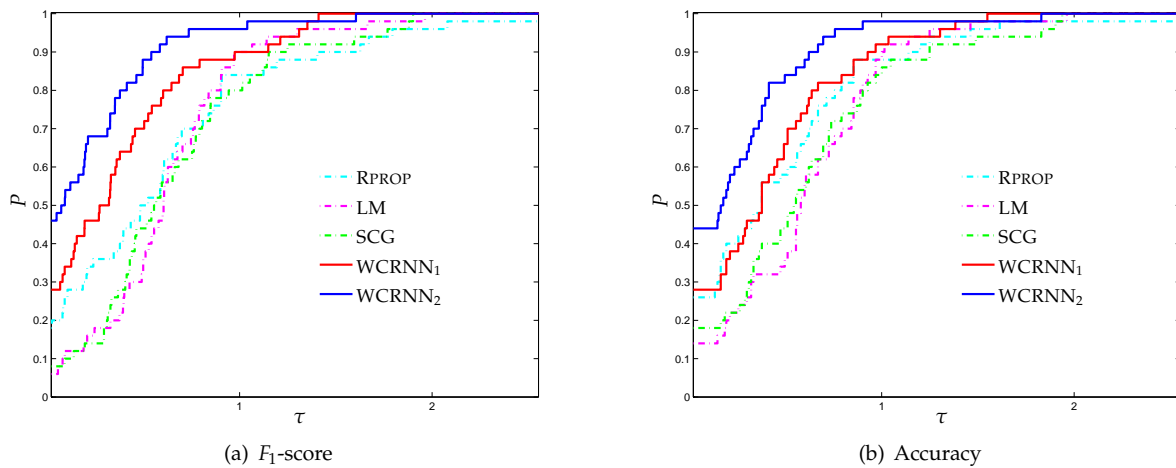 1
0.9
0.8
0.7
0.6
0.5
0.4
0.3
0.2
0.1
0
P
1
2
τ
RPROP
LM
SCG
WCRNN₁
WCRNN₂
(a) F₁-score
1
0.9
0.8
0.7
0.6
0.5
0.4
0.3
0.2
0.1
0
P
1
2
τ
RPROP
LM
SCG
WCRNN₁
WCRNN₂
(b) Accuracy